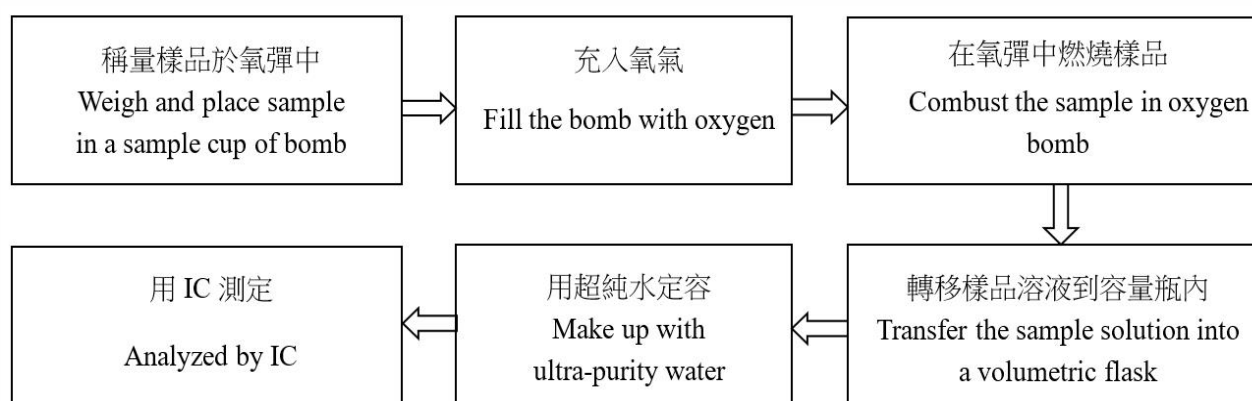 稱量樣品於氧彈中
Weigh and place sample
in a sample cup of bomb
充入氧氣
Fill the bomb with oxygen
在氧彈中燃燒樣品
Combust the sample in oxygen
bomb
轉移樣品溶液到容量瓶內
Transfer the sample solution into
a volumetric flask
用超純水定容
Make up with
ultra-purity water
用 IC 測定
Analyzed by IC